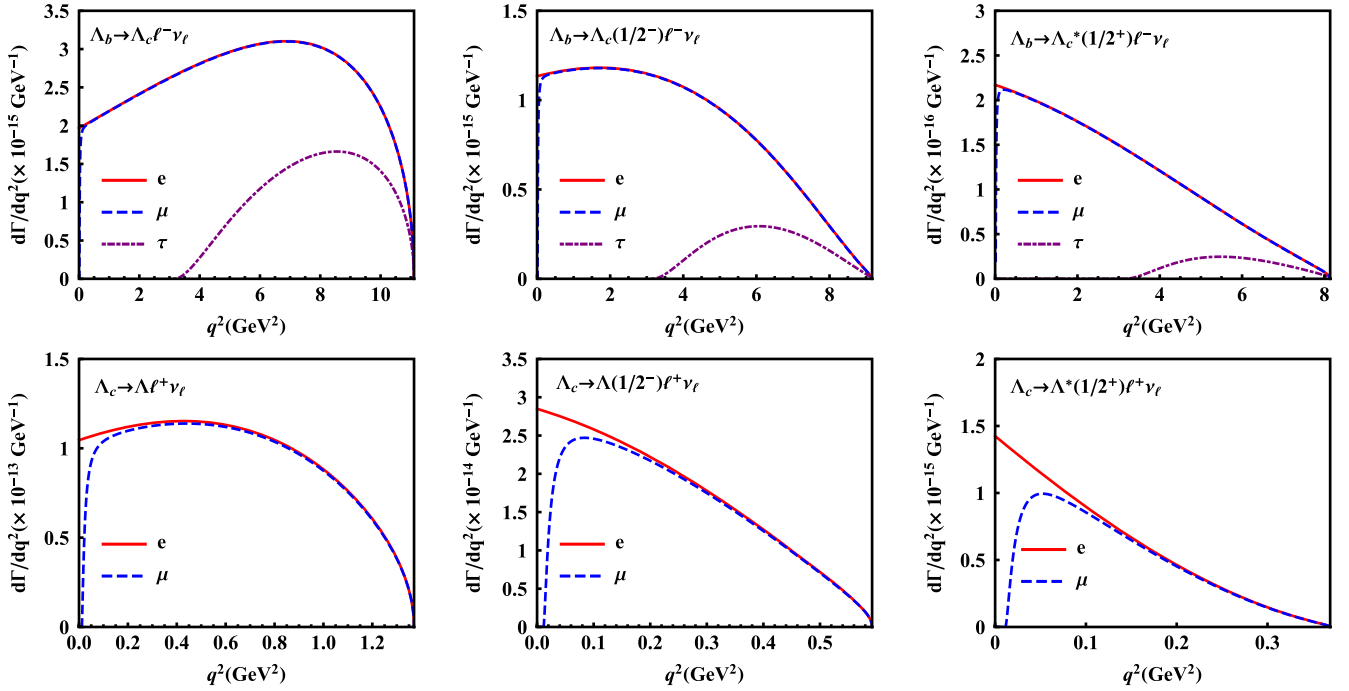 Λb→Λcℓ−νℓ
dΓ/dq2(× 10−15 GeV−1)
3.5
3
2.5
2
1.5
1
0.5
0
e
μ
τ
0 2 4 6 8 10
q2(GeV2)
Λb→Λc(1/2−)ℓ−νℓ
dΓ/dq2(× 10−15 GeV−1)
1.5
1
0.5
0
e
μ
τ
0 2 4 6 8
q2(GeV2)
Λb→Λc*(1/2+)ℓ−νℓ
dΓ/dq2(× 10−16 GeV−1)
3
2.5
2
1.5
1
0.5
0
e
μ
τ
0 2 4 6 8
q2(GeV2)
Λc→Λℓ+νℓ
dΓ/dq2(× 10−13 GeV−1)
1.5
1
0.5
0
e
μ
0.0 0.2 0.4 0.6 0.8 1.0 1.2
q2(GeV2)
Λc→Λ(1/2−)ℓ+νℓ
dΓ/dq2(× 10−14 GeV−1)
3.5
3
2.5
2
1.5
1
0.5
0
e
μ
0.0 0.1 0.2 0.3 0.4 0.5
q2(GeV2)
Λc→Λ*(1/2+)ℓ+νℓ
dΓ/dq2(× 10−15 GeV−1)
2
1.5
1
0.5
0
e
μ
0 0.1 0.2 0.3
q2(GeV2)